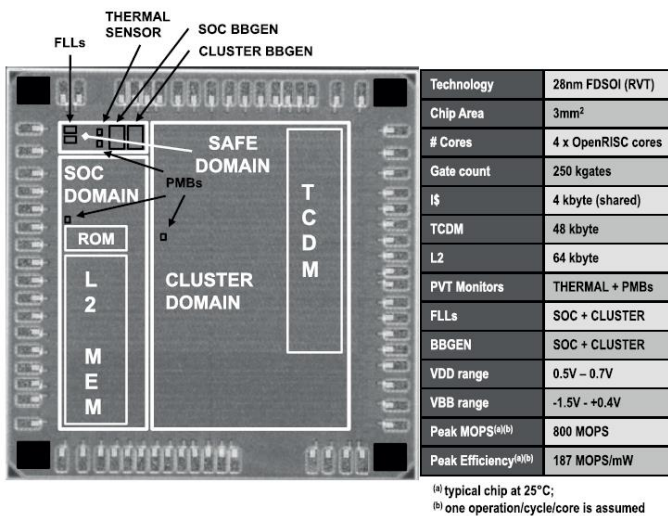 THERMAL
SENSOR
FLLs
SOC BBGEN
CLUSTER BBGEN
SAFE
DOMAIN
SOC
DOMAIN
PMBs
ROM
L2 MEM
CLUSTER
DOMAIN
TCDM
Technology 28nm FDSOI (RVT)
Chip Area 3mm²
# Cores 4 x OpenRISC cores
Gate count 250 kgates
I$ 4 kbyte (shared)
TCDM 48 kbyte
L2 64 kbyte
PVT Monitors THERMAL + PMBs
FLLs SOC + CLUSTER
BBGEN SOC + CLUSTER
VDD range 0.5V – 0.7V
VBB range -1.5V - +0.4V
Peak MOPS(a)(b) 800 MOPS
Peak Efficiency(a)(b) 187 MOPS/mW
(a) typical chip at 25°C;
(b) one operation/cycle/core is assumed